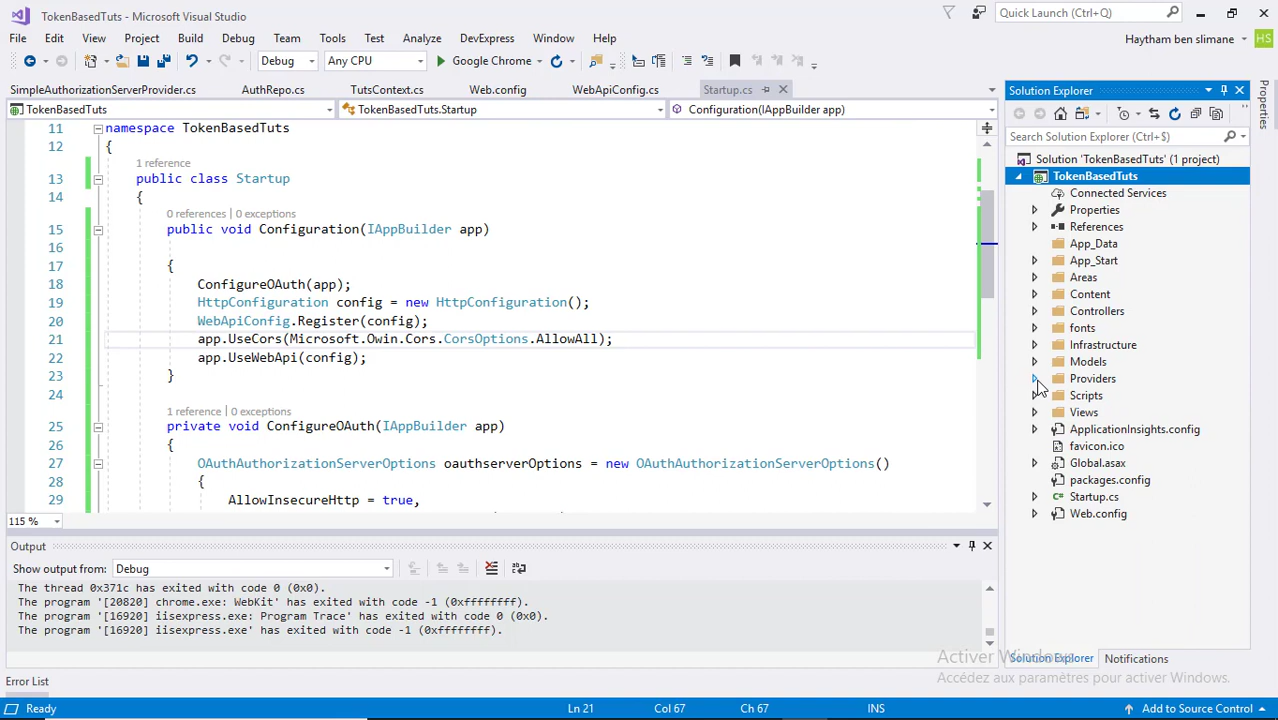 TokenBasedTuts - Microsoft Visual Studio
Quick Launch (Ctrl+Q)
File Edit View Project Build Debug Team Tools Test Analyze DevExpress Window Help
Haytham ben slimane
HS
Debug Any CPU Google Chrome
SimpleAuthorizationServerProvider.cs AuthRepo.cs TutsContext.cs Web.config WebApiConfig.cs Startup.cs
TokenBasedTuts TokenBasedTuts.Startup Configuration(IAppBuilder app)
11 namespace TokenBasedTuts
12 {
1 reference
13 public class Startup
14 {
0 references | 0 exceptions
15 public void Configuration(IAppBuilder app)
16
17 {
18 ConfigureOAuth(app);
19 HttpConfiguration config = new HttpConfiguration();
20 WebApiConfig.Register(config);
21 app.UseCors(Microsoft.Owin.Cors.CorsOptions.AllowAll);
22 app.UseWebApi(config);
23 }
24
1 reference | 0 exceptions
25 private void ConfigureOAuth(IAppBuilder app)
26 {
27 OAuthAuthorizationServerOptions oauthserverOptions = new OAuthAuthorizationServerOptions()
28 {
29 AllowInsecureHttp = true,
115 %
Output
Show output from: Debug
The thread 0x371c has exited with code 0 (0x0).
The program '[20820] chrome.exe: WebKit' has exited with code -1 (0xffffffff).
The program '[16920] iisexpress.exe: Program Trace' has exited with code 0 (0x0).
The program '[16920] iisexpress.exe' has exited with code -1 (0xffffffff).
Error List
Solution Explorer
Search Solution Explorer (Ctrl+$)
Solution 'TokenBasedTuts' (1 project)
TokenBasedTuts
Connected Services
Properties
References
App_Data
App_Start
Areas
Content
Controllers
fonts
Infrastructure
Models
Providers
Scripts
Views
ApplicationInsights.config
favicon.ico
Global.asax
packages.config
Startup.cs
Web.config
Solution Explorer Notifications
Properties
Activer Windows
Accédez aux paramètres pour activer Windows.
Ready Ln 21 Col 67 Ch 67 INS Add to Source Control